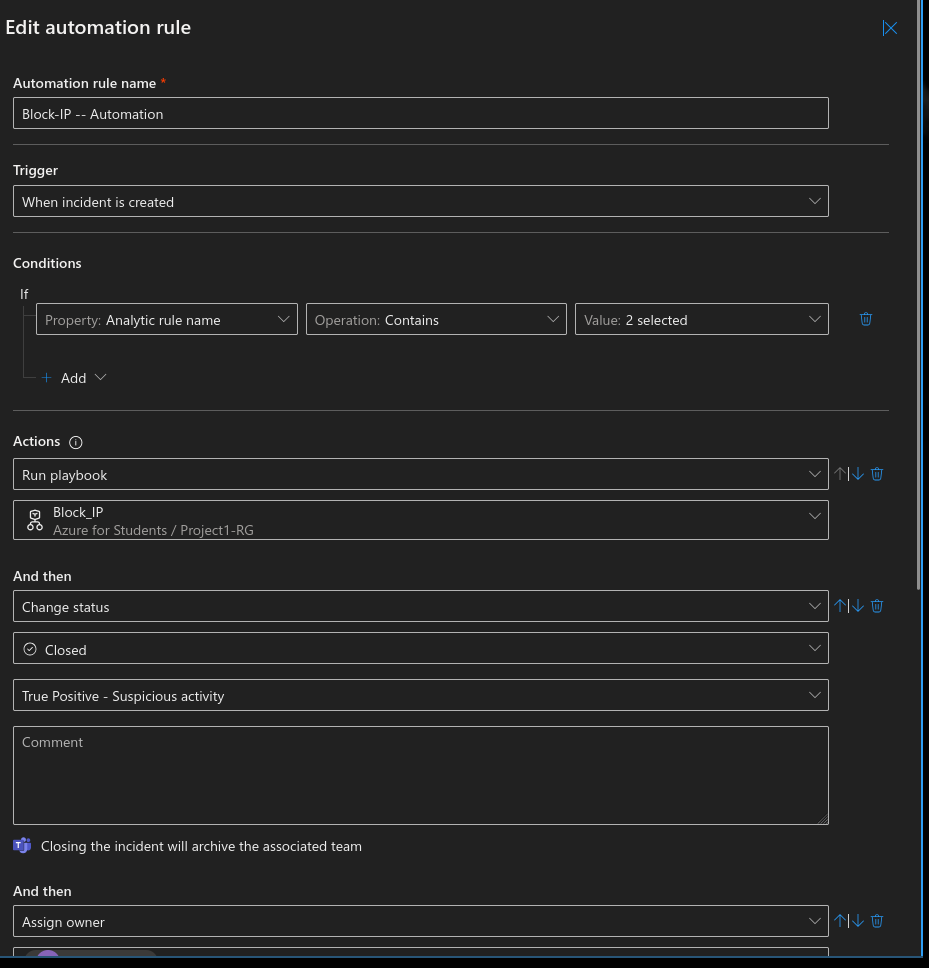 Edit automation rule
Automation rule name *
Block-IP -- Automation
Trigger
When incident is created
Conditions
If
Property: Analytic rule name
Operation: Contains
Value: 2 selected
+ Add
Actions
Run playbook
Block_IP
Azure for Students / Project1-RG
And then
Change status
Closed
True Positive - Suspicious activity
Comment
Closing the incident will archive the associated team
And then
Assign owner